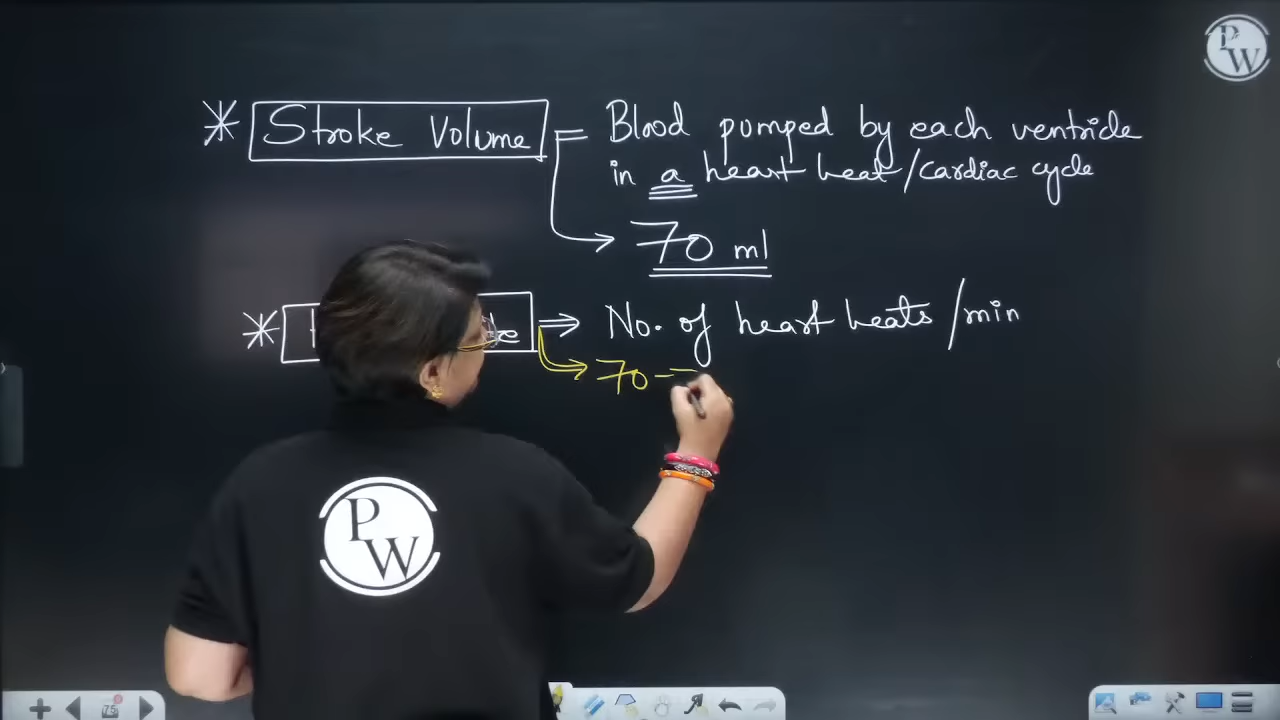 PW
* Stroke Volume = Blood pumped by each ventricle
in a heart beat/cardiac cycle
→ 70 ml
* ⇒ No. of heart beats/min
→ 70 -
PW
75